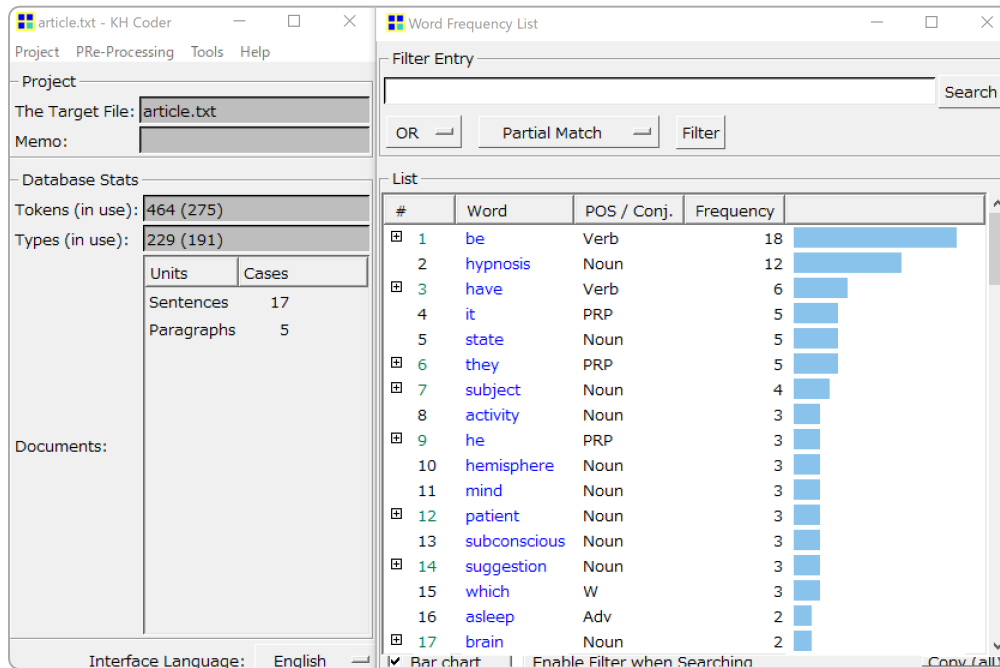 article.txt - KH Coder
Project PRe-Processing Tools Help
Project
The Target File: article.txt
Memo:
Database Stats
Tokens (in use): 464 (275)
Types (in use): 229 (191)
Units Cases
Sentences 17
Paragraphs 5
Documents:
Interface Language: English
Word Frequency List
Filter Entry
Search
OR Partial Match Filter
List
# Word POS / Conj. Frequency
1 be Verb 18
2 hypnosis Noun 12
3 have Verb 6
4 it PRP 5
5 state Noun 5
6 they PRP 5
7 subject Noun 4
8 activity Noun 3
9 he PRP 3
10 hemisphere Noun 3
11 mind Noun 3
12 patient Noun 3
13 subconscious Noun 3
14 suggestion Noun 3
15 which W 3
16 asleep Adv 2
17 brain Noun 2
Bar chart Enable Filter when Searching Copy (all